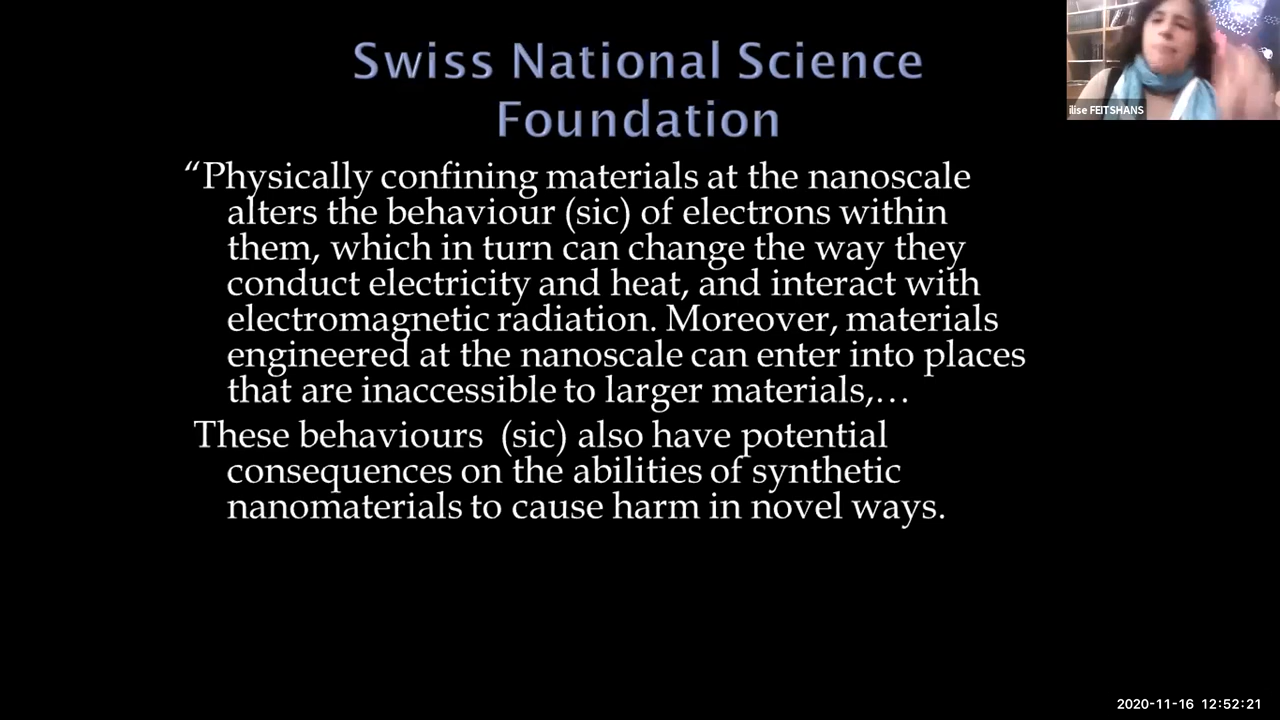 Swiss National Science
Foundation
ilise FEITSHANS
“Physically confining materials at the nanoscale
alters the behaviour (sic) of electrons within
them, which in turn can change the way they
conduct electricity and heat, and interact with
electromagnetic radiation. Moreover, materials
engineered at the nanoscale can enter into places
that are inaccessible to larger materials,…
These behaviours (sic) also have potential
consequences on the abilities of synthetic
nanomaterials to cause harm in novel ways.
2020-11-16 12:52:21